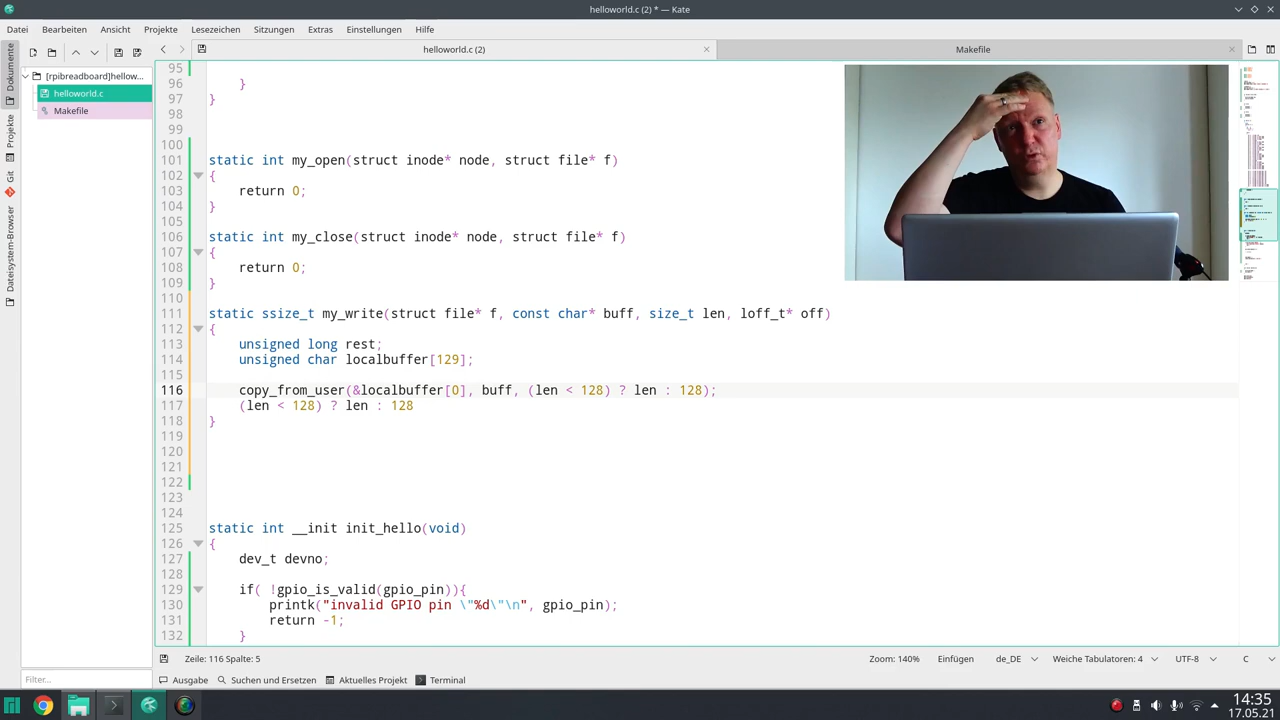 helloworld.c (2) * — Kate
Datei Bearbeiten Ansicht Projekte Lesezeichen Sitzungen Extras Einstellungen Hilfe
helloworld.c (2)
Makefile
Dokumente
Projekte
Git
Dateisystem-Browser
[rpibreadboard]hellow...
helloworld.c
Makefile
95
96 }
97 }
98
99
100
101 static int my_open(struct inode* node, struct file* f)
102 {
103 return 0;
104 }
105
106 static int my_close(struct inode* node, struct file* f)
107 {
108 return 0;
109 }
110
111 static ssize_t my_write(struct file* f, const char* buff, size_t len, loff_t* off)
112 {
113 unsigned long rest;
114 unsigned char localbuffer[129];
115
116 copy_from_user(&localbuffer[0], buff, (len < 128) ? len : 128);
117 (len < 128) ? len : 128
118 }
119
120
121
122
123
124
125 static int __init init_hello(void)
126 {
127 dev_t devno;
128
129 if( !gpio_is_valid(gpio_pin)){
130 printk("invalid GPIO pin \"%d\"\n", gpio_pin);
131 return -1;
132 }
Filter...
Zeile: 116 Spalte: 5
Zoom: 140% Einfügen de_DE Weiche Tabulatoren: 4 UTF-8 C
Ausgabe Suchen und Ersetzen Aktuelles Projekt Terminal
14:35
17.05.21